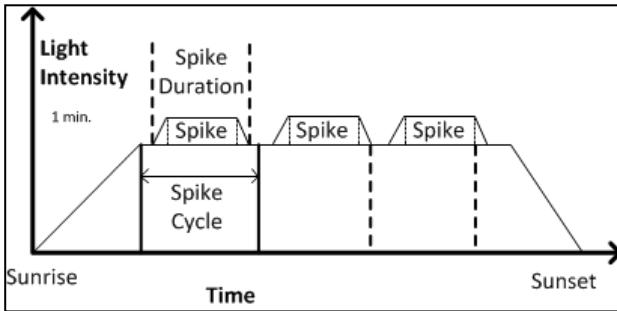 Light
Intensity
1 min.
Spike
Duration
Spike
Spike
Spike
Spike
Cycle
Sunrise
Time
Sunset